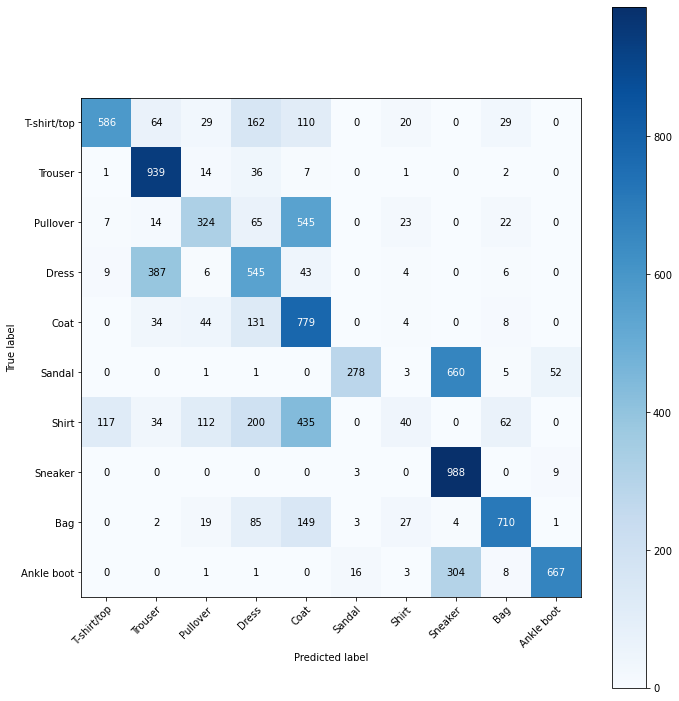 T-shirt/top 586 64 29 162 110 0 20 0 29 0
Trouser 1 939 14 36 7 0 1 0 2 0
Pullover 7 14 324 65 545 0 23 0 22 0
Dress 9 387 6 545 43 0 4 0 6 0
Coat 0 34 44 131 779 0 4 0 8 0
Sandal 0 0 1 1 0 278 3 660 5 52
Shirt 117 34 112 200 435 0 40 0 62 0
Sneaker 0 0 0 0 0 3 0 988 0 9
Bag 0 2 19 85 149 3 27 4 710 1
Ankle boot 0 0 1 1 0 16 3 304 8 667
T-shirt/top Trouser Pullover Dress Coat Sandal Shirt Sneaker Bag Ankle boot
Predicted label
True label
800
600
400
200
0